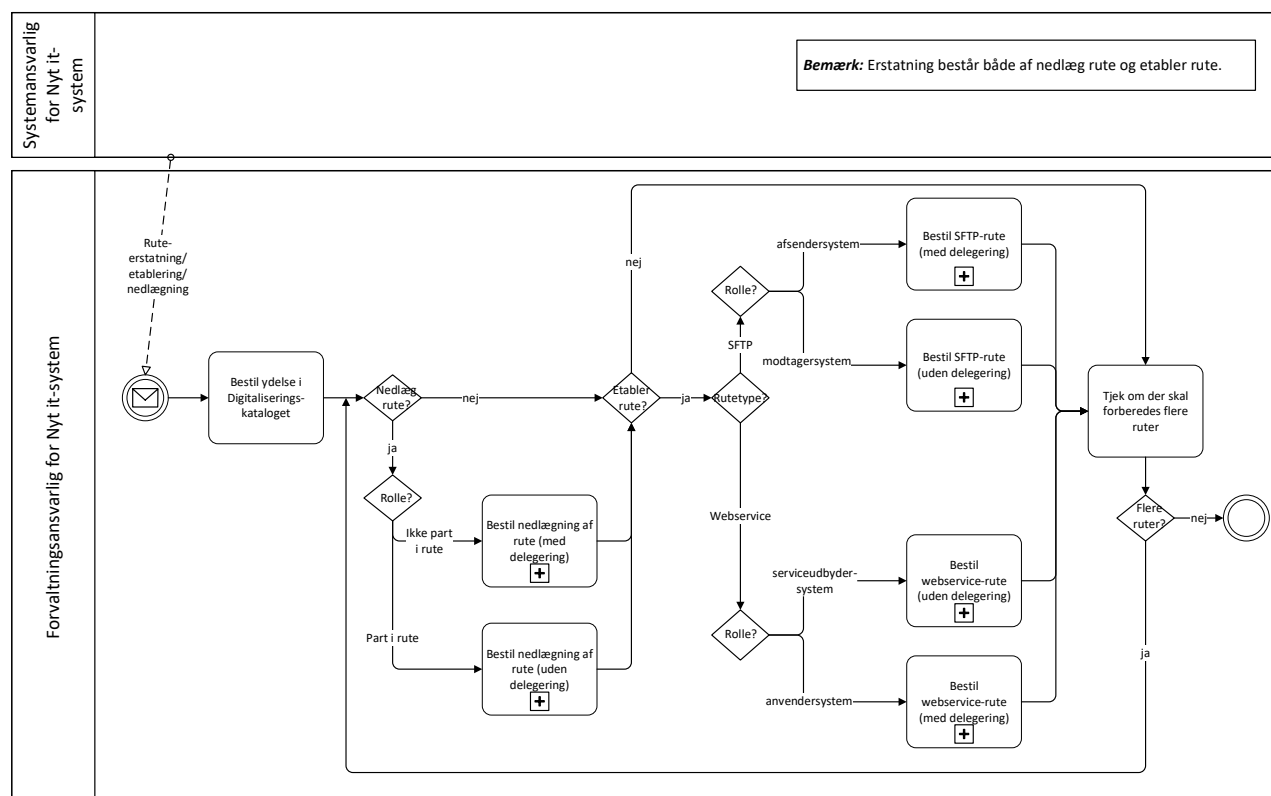 Systemansvarlig
for Nyt it-
system
Bemærk: Erstatning består både af nedlæg rute og etabler rute.
Forvaltningsansvarlig for Nyt it-system
Rute-
erstatning/
etablering/
nedlægning
Bestil ydelse i
Digitaliserings-
kataloget
Nedlæg
rute?
nej
ja
Rolle?
Ikke part
i rute
Bestil nedlægning af
rute (med
delegering)
Part i rute
Bestil nedlægning af
rute (uden
delegering)
Etabler
rute?
nej
ja
Rutetype?
SFTP
Rolle?
afsendersystem
Bestil SFTP-rute
(med delegering)
modtagersystem
Bestil SFTP-rute
(uden delegering)
Webservice
Rolle?
serviceudbyder-
system
Bestil
webservice-rute
(uden delegering)
anvendersystem
Bestil
webservice-rute
(med delegering)
Tjek om der skal
forberedes flere
ruter
Flere
ruter?
nej
ja